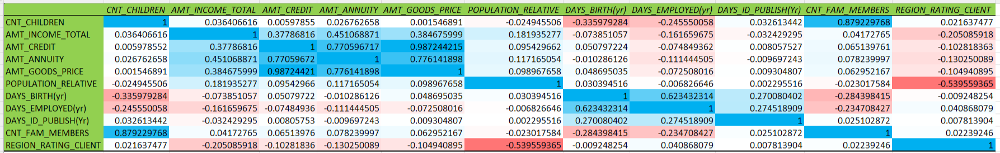 CNT_CHILDREN AMT_INCOME_TOTAL AMT_CREDIT AMT_ANNUITY AMT_GOODS_PRICE POPULATION_RELATIVE DAYS_BIRTH(yr) DAYS_EMPLOYED(yr) DAYS_ID_PUBLISH(Yr) CNT_FAM_MEMBERS REGION_RATING_CLIENT
CNT_CHILDREN 1 0.036406616 0.00597855 0.026762658 0.001546891 -0.024945506 -0.335979284 -0.245550058 0.032613442 0.879229768 0.021637477
AMT_INCOME_TOTAL 0.036406616 1 0.37786816 0.451068871 0.384675999 0.181935277 -0.073851057 -0.161659675 -0.032429295 0.04172765 -0.205085918
AMT_CREDIT 0.005978552 0.37786816 1 0.770596717 0.987244215 0.095429662 0.050797224 -0.074849362 0.008057527 0.065139761 -0.102818363
AMT_ANNUITY 0.026762658 0.451068871 0.77059672 1 0.776141898 0.117165054 -0.010286126 -0.111444505 -0.009697243 0.078239997 -0.130250089
AMT_GOODS_PRICE 0.001546891 0.384675999 0.98724421 0.776141898 1 0.098967658 0.048695035 -0.072508016 0.009304807 0.062952167 -0.104940895
POPULATION_RELATIVE -0.024945506 0.181935277 0.09542966 0.117165054 0.098967658 1 0.030394516 -0.006826646 0.002295516 -0.023017584 -0.539559365
DAYS_BIRTH(yr) -0.335979284 -0.073851057 0.05079722 -0.010286126 0.048695035 0.030394516 1 0.623432314 0.270080402 -0.284398415 -0.009248254
DAYS_EMPLOYED(yr) -0.245550058 -0.161659675 -0.07484936 -0.111444505 -0.072508016 -0.006826646 0.623432314 1 0.274518909 -0.234708427 0.040868079
DAYS_ID_PUBLISH(Yr) 0.032613442 -0.032429295 0.00805753 -0.009697243 0.009304807 0.002295516 0.270080402 0.274518909 1 0.025102872 0.007813904
CNT_FAM_MEMBERS 0.879229768 0.04172765 0.06513976 0.078239997 0.062952167 -0.023017584 -0.284398415 -0.234708427 0.025102872 1 0.02239246
REGION_RATING_CLIENT 0.021637477 -0.205085918 -0.10281836 -0.130250089 -0.104940895 -0.539559365 -0.009248254 0.040868079 0.007813904 0.02239246 1